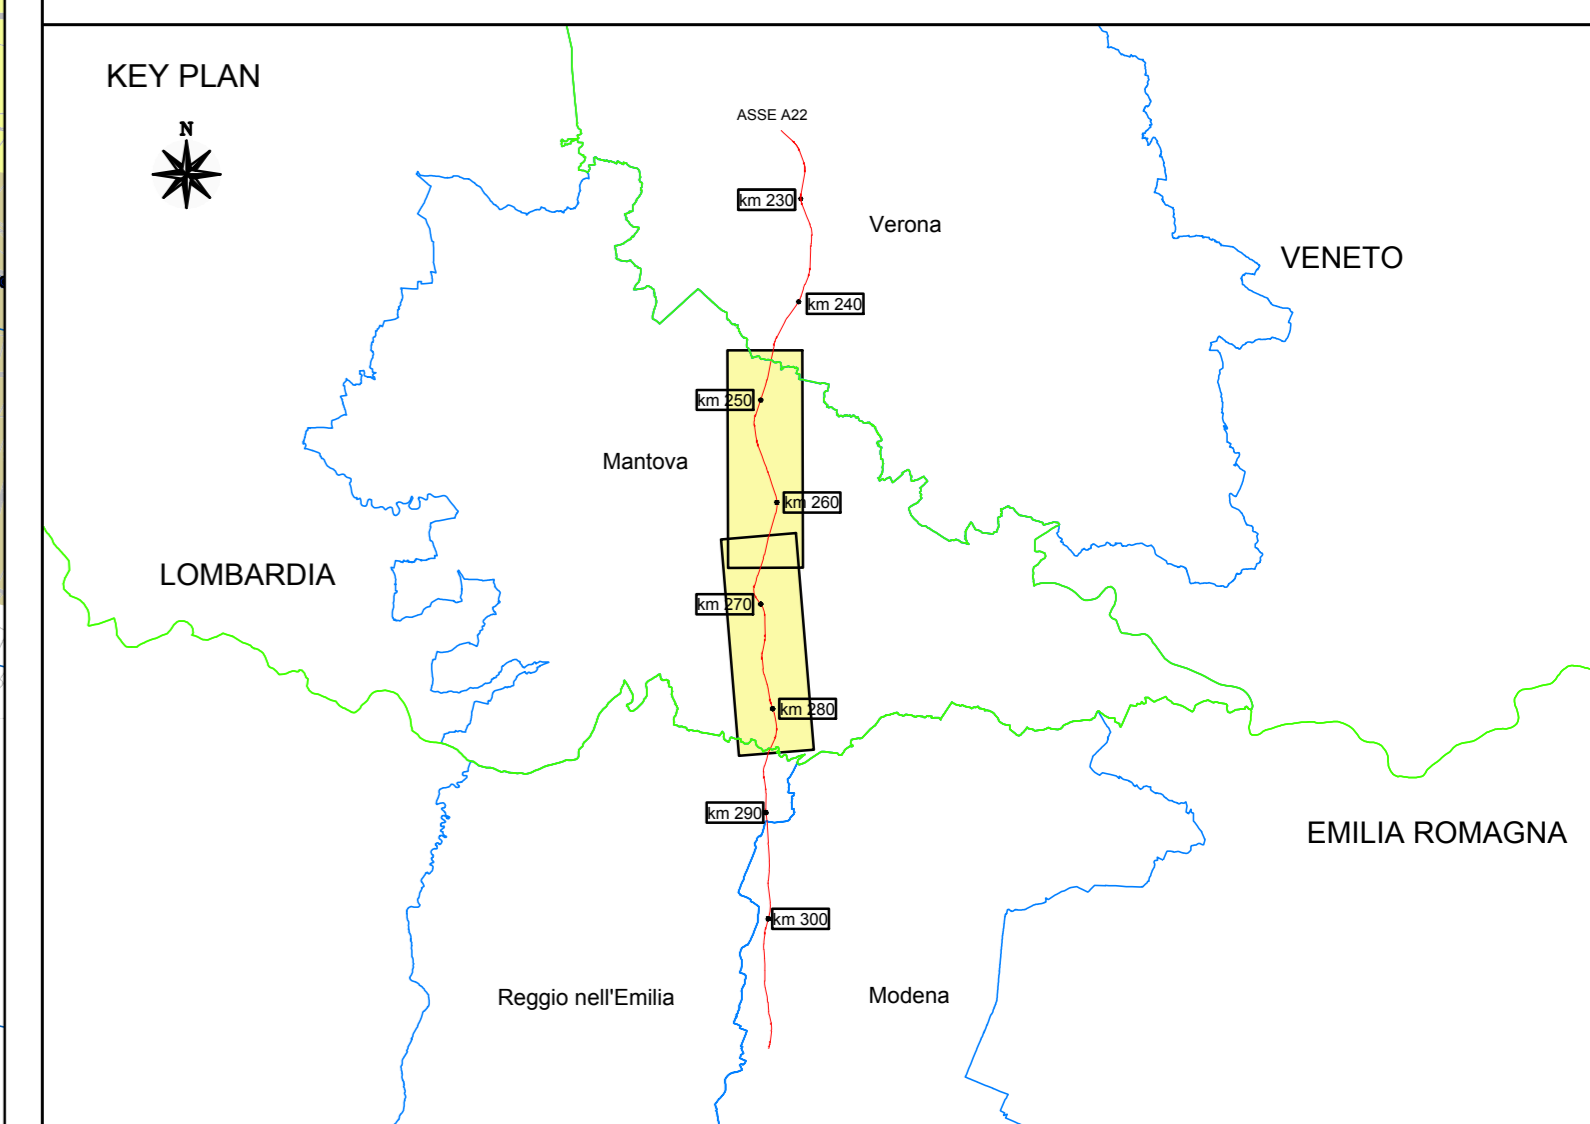 KEY PLAN
N
ASSE A22
km 230
Verona
VENETO
km 240
km 250
Mantova
km 260
LOMBARDIA
km 270
km 280
km 290
EMILIA ROMAGNA
km 300
Reggio nell'Emilia
Modena